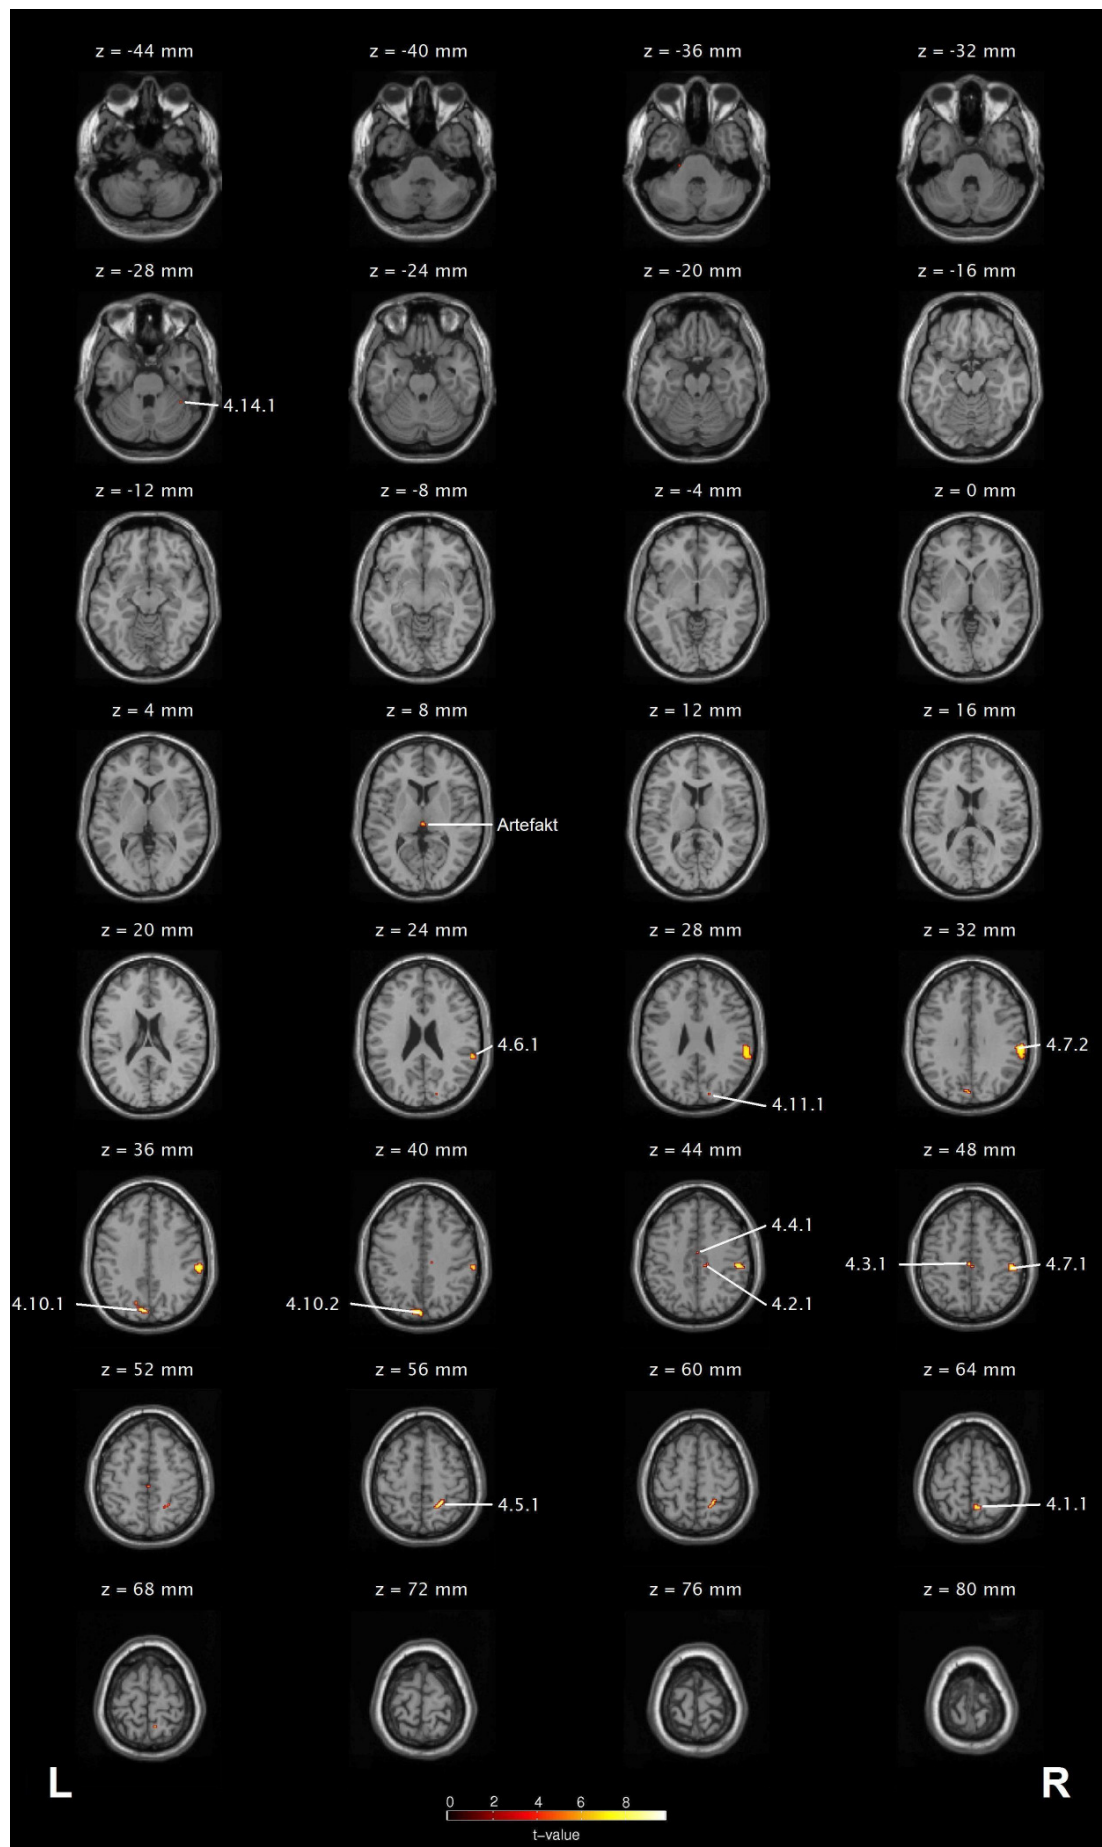 z = -44 mm z = -40 mm z = -36 mm z = -32 mm
z = -28 mm z = -24 mm z = -20 mm z = -16 mm
4.14.1
z = -12 mm z = -8 mm z = -4 mm z = 0 mm
z = 4 mm z = 8 mm z = 12 mm z = 16 mm
Artefakt
z = 20 mm z = 24 mm z = 28 mm z = 32 mm
4.6.1 4.7.2
4.11.1
z = 36 mm z = 40 mm z = 44 mm z = 48 mm
4.4.1
4.3.1 4.7.1
4.10.1 4.10.2 4.2.1
z = 52 mm z = 56 mm z = 60 mm z = 64 mm
4.5.1 4.1.1
z = 68 mm z = 72 mm z = 76 mm z = 80 mm
L R
0 2 4 6 8
t-value